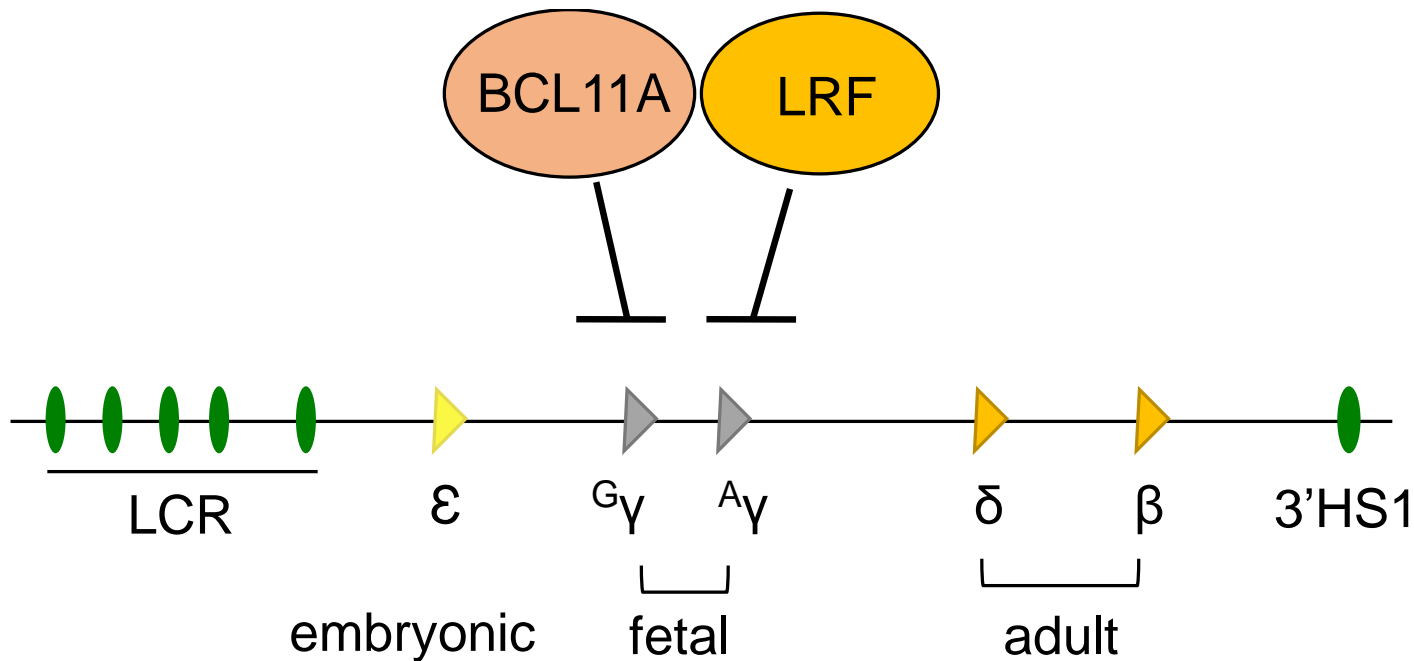 BCL11A LRF
LCR ε ᴳγ ᴬγ δ β 3’HS1
embryonic fetal adult